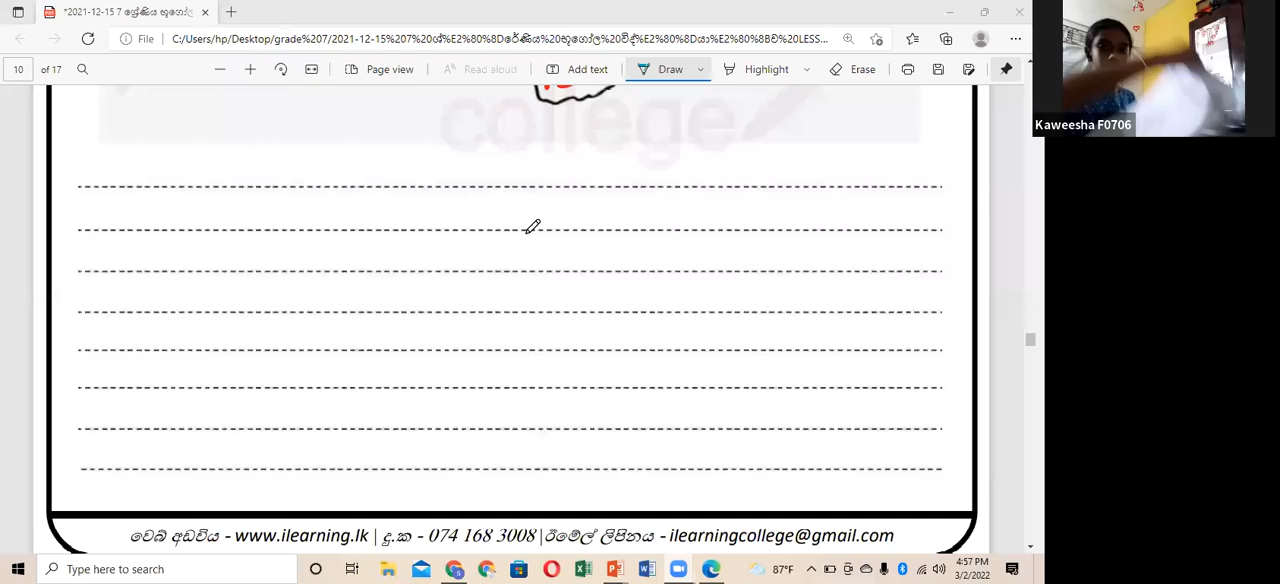 *2021-12-15 7 ශ්‍රේණිය භූගෝල
File C:/Users/hp/Desktop/grade%207/2021-12-15%207%20ශ්%E2%80%8Dරේණිය%20භූගෝල%20විද්%E2%80%8Dයා%E2%80%8Bව%20LESS...
10 of 17 Page view Read aloud Add text Draw Highlight Erase
Kaweesha F0706
college
වෙබ් අඩවිය - www.ilearning.lk | දු.ක - 074 168 3008 | ඊමේල් ලිපිනය - ilearningcollege@gmail.com
Type here to search 87°F 4:57 PM
3/2/2022